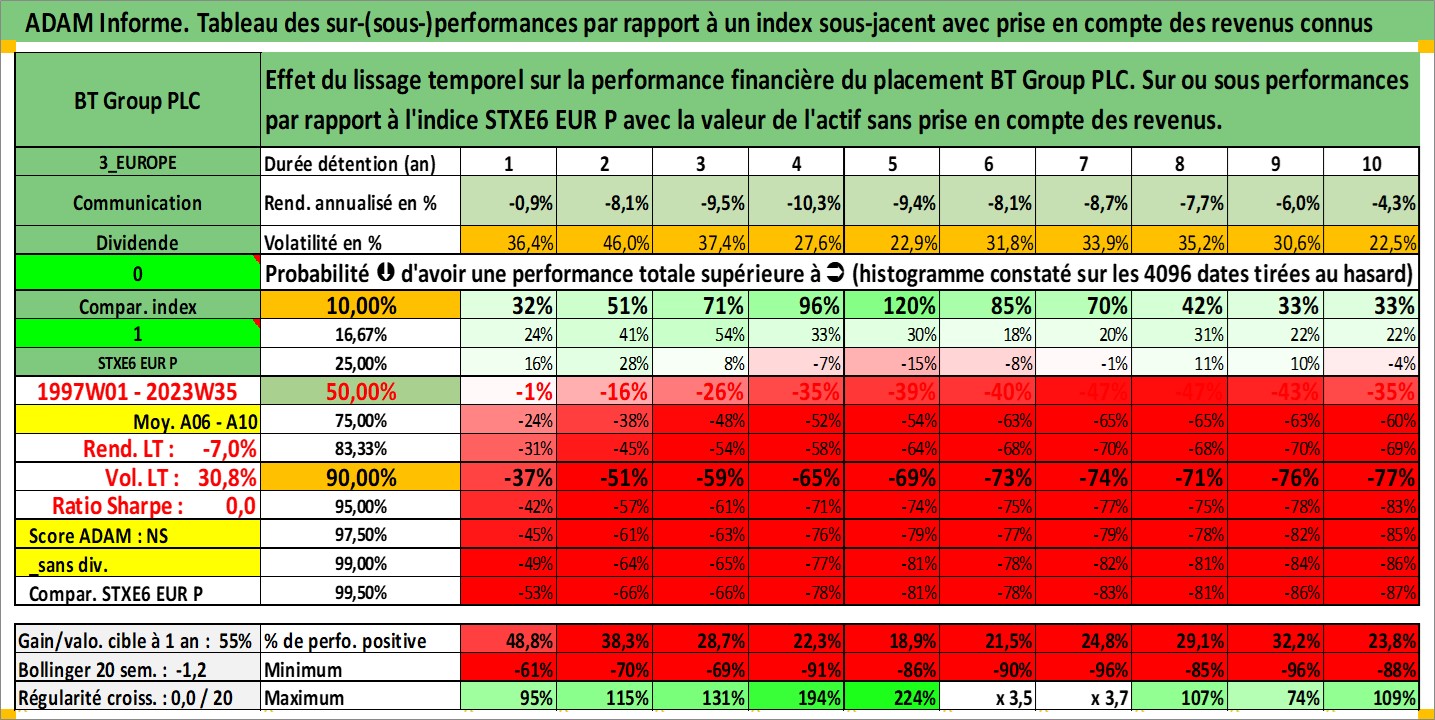 ADAM Informe. Tableau des sur-(sous-)performances par rapport à un index sous-jacent avec prise en compte des revenus connus
BT Group PLC
Effet du lissage temporel sur la performance financière du placement BT Group PLC. Sur ou sous performances
par rapport à l'indice STXE6 EUR P avec la valeur de l'actif sans prise en compte des revenus.
3_EUROPE Durée détention (an) 1 2 3 4 5 6 7 8 9 10
Communication Rend. annualisé en % -0,9% -8,1% -9,5% -10,3% -9,4% -8,1% -8,7% -7,7% -6,0% -4,3%
Dividende Volatilité en % 36,4% 46,0% 37,4% 27,6% 22,9% 31,8% 33,9% 35,2% 30,6% 22,5%
0 Probabilité d'avoir une performance totale supérieure à (histogramme constaté sur les 4096 dates tirées au hasard)
Compar. index 10,00% 32% 51% 71% 96% 120% 85% 70% 42% 33% 33%
1 16,67% 24% 41% 54% 33% 30% 18% 20% 31% 22% 22%
STXE6 EUR P 25,00% 16% 28% 8% -7% -15% -8% -1% 11% 10% -4%
1997W01 - 2023W35 50,00% -1% -16% -26% -35% -39% -40% -47% -47% -43% -35%
Moy. A06 - A10 75,00% -24% -38% -48% -52% -54% -63% -65% -65% -63% -60%
Rend. LT : -7,0% 83,33% -31% -45% -54% -58% -64% -68% -70% -68% -70% -69%
Vol. LT : 30,8% 90,00% -37% -51% -59% -65% -69% -73% -74% -71% -76% -77%
Ratio Sharpe : 0,0 95,00% -42% -57% -61% -71% -74% -75% -77% -75% -78% -83%
Score ADAM : NS 97,50% -45% -61% -63% -76% -79% -77% -79% -78% -82% -85%
_sans div. 99,00% -49% -64% -65% -77% -81% -78% -82% -81% -84% -86%
Compar. STXE6 EUR P 99,50% -53% -66% -66% -78% -81% -78% -83% -81% -86% -87%
Gain/valo. cible à 1 an : 55% % de perfo. positive 48,8% 38,3% 28,7% 22,3% 18,9% 21,5% 24,8% 29,1% 32,2% 23,8%
Bollinger 20 sem. : -1,2 Minimum -61% -70% -69% -91% -86% -90% -96% -85% -96% -88%
Régularité croiss. : 0,0 / 20 Maximum 95% 115% 131% 194% 224% x 3,5 x 3,7 107% 74% 109%